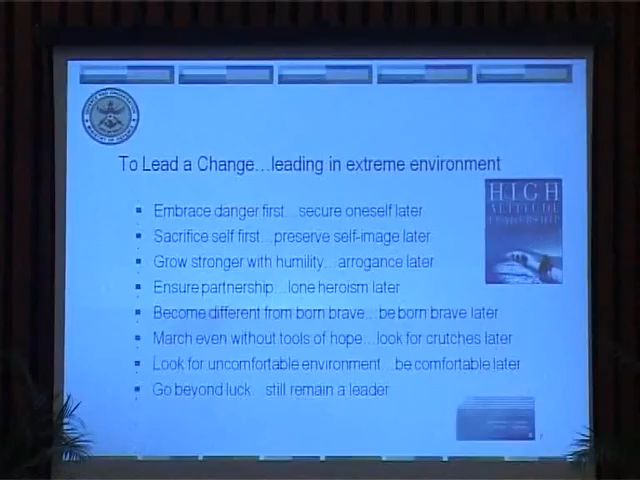 To Lead a Change...leading in extreme environment
Embrace danger first...secure oneself later
Sacrifice self first...preserve self-image later
Grow stronger with humility...arrogance later
Ensure partnership...lone heroism later
Become different from born brave...be born brave later
March even without tools of hope...look for crutches later
Look for uncomfortable environment...be comfortable later
Go beyond luck...still remain a leader
HIGH
ALTITUDE
LEADERSHIP